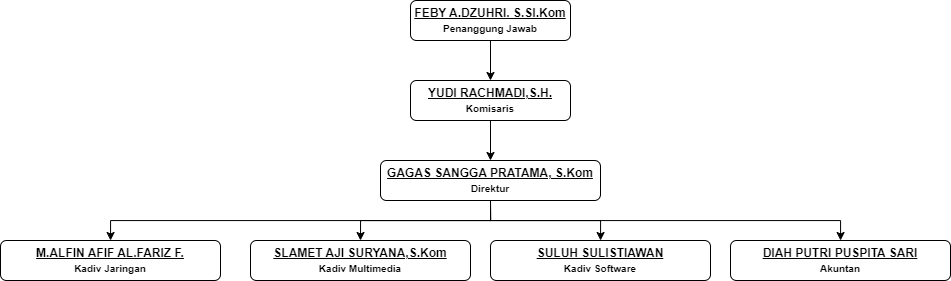 FEBY A.DZUHRI. S.SI.Kom
Penanggung Jawab
YUDI RACHMADI,S.H.
Komisaris
GAGAS SANGGA PRATAMA, S.Kom
Direktur
M.ALFIN AFIF AL.FARIZ F.
Kadiv Jaringan
SLAMET AJI SURYANA,S.Kom
Kadiv Multimedia
SULUH SULISTIAWAN
Kadiv Software
DIAH PUTRI PUSPITA SARI
Akuntan